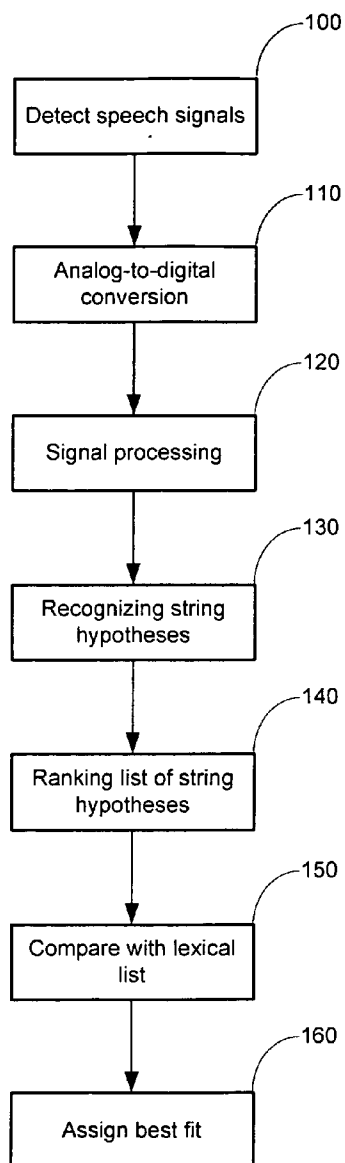 100
Detect speech signals
110
Analog-to-digital
conversion
120
Signal processing
130
Recognizing string
hypotheses
140
Ranking list of string
hypotheses
150
Compare with lexical
list
160
Assign best fit